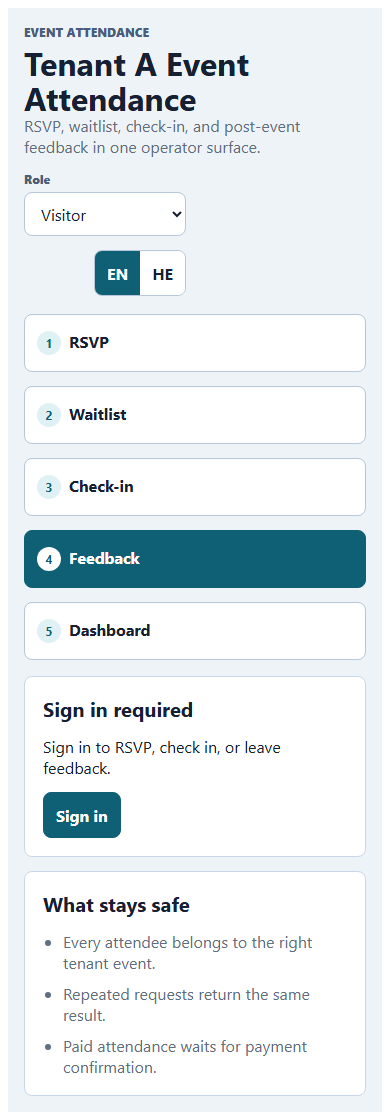 EVENT ATTENDANCE
Tenant A Event
Attendance
RSVP, waitlist, check-in, and post-event
feedback in one operator surface.
Role
Visitor
EN HE
1 RSVP
2 Waitlist
3 Check-in
4 Feedback
5 Dashboard
Sign in required
Sign in to RSVP, check in, or leave
feedback.
Sign in
What stays safe
• Every attendee belongs to the right
tenant event.
• Repeated requests return the same
result.
• Paid attendance waits for payment
confirmation.